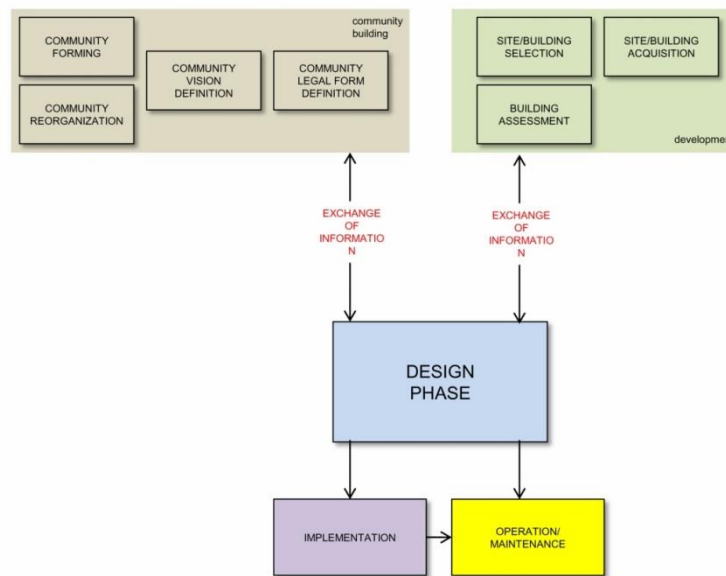 community
building
COMMUNITY
FORMING
COMMUNITY
REORGANIZATION
COMMUNITY
VISION
DEFINITION
COMMUNITY
LEGAL FORM
DEFINITION
SITE/BUILDING
SELECTION
SITE/BUILDING
ACQUISITION
BUILDING
ASSESSMENT
developmen
EXCHANGE
OF
INFORMATIO
N
EXCHANGE
OF
INFORMATIO
N
DESIGN
PHASE
IMPLEMENTATION
OPERATION/
MAINTENANCE